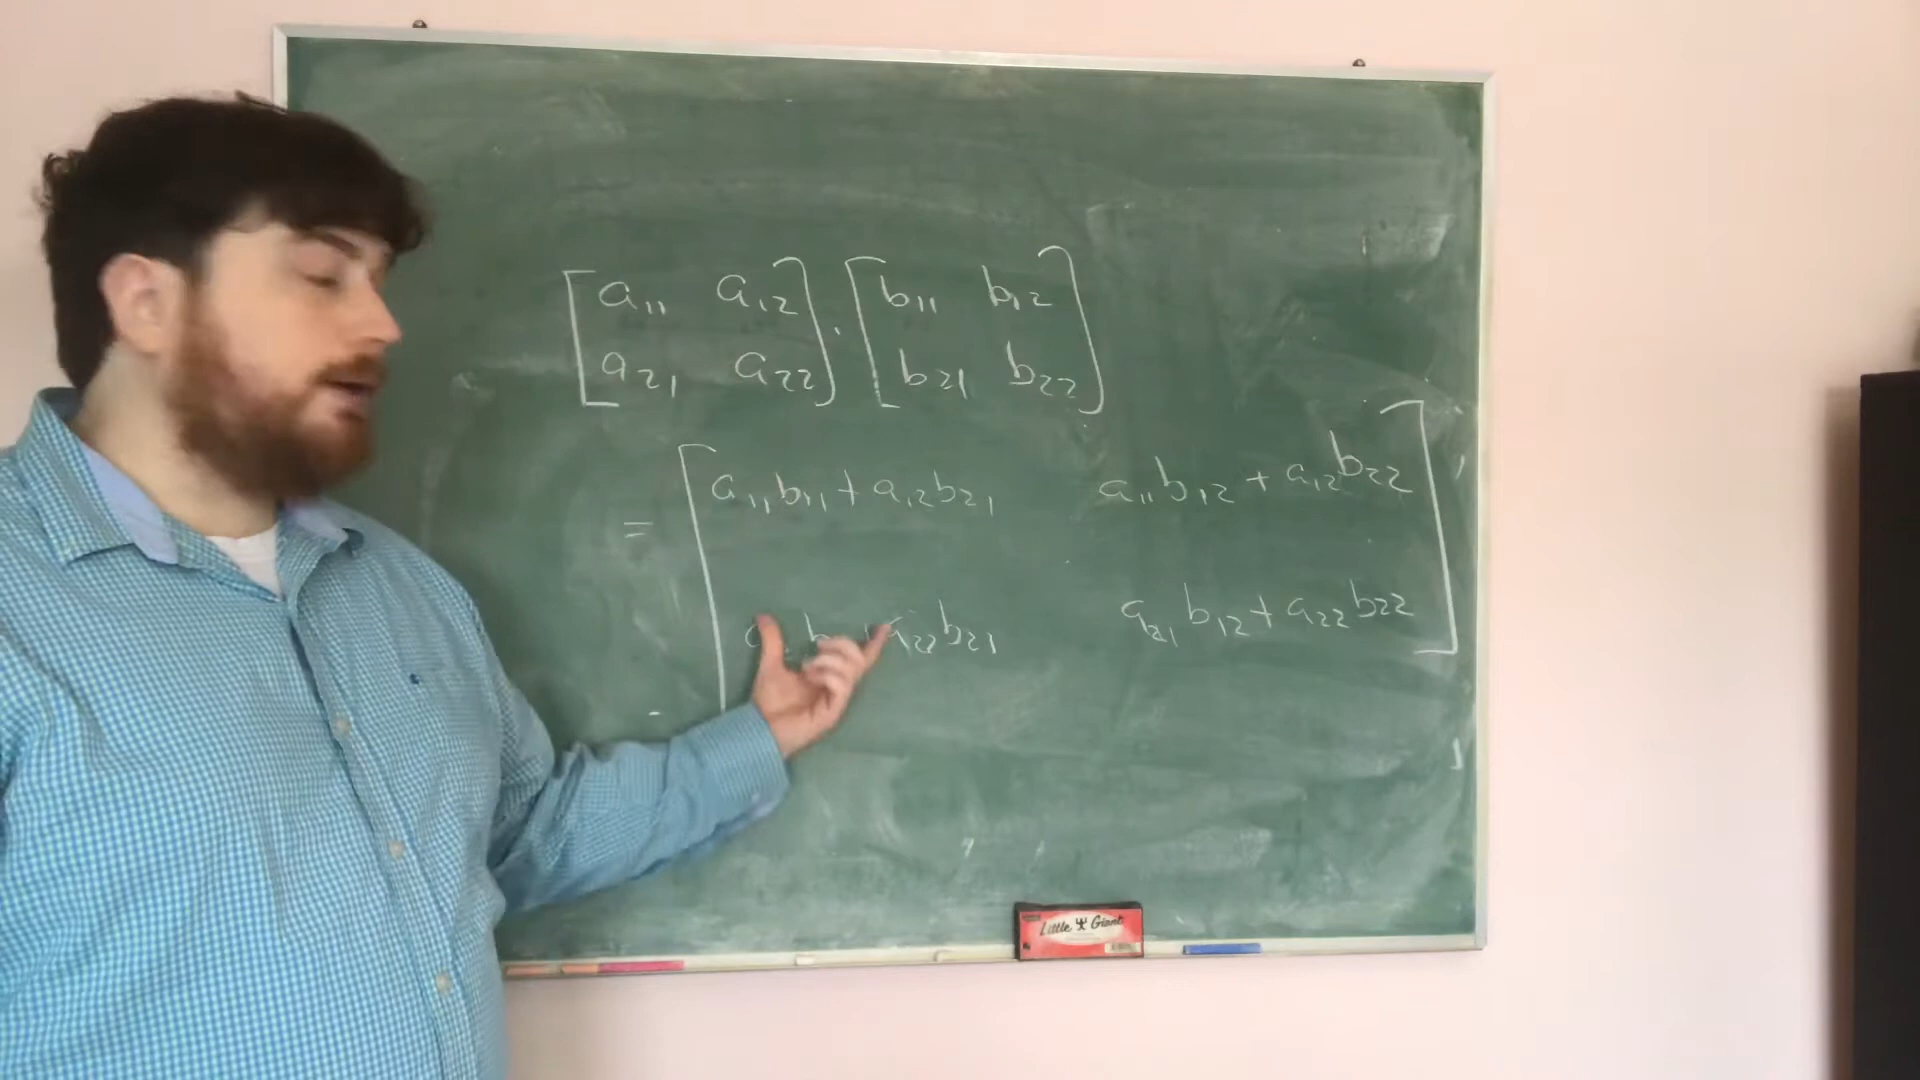 [a₁₁ a₁₂] · [b₁₁ b₁₂]
[a₂₁ a₂₂] [b₂₁ b₂₂]
= [a₁₁b₁₁ + a₁₂b₂₁ a₁₁b₁₂ + a₁₂b₂₂]
a₂₂b₂₁ a₂₁b₁₂ + a₂₂b₂₂]
Little Giant